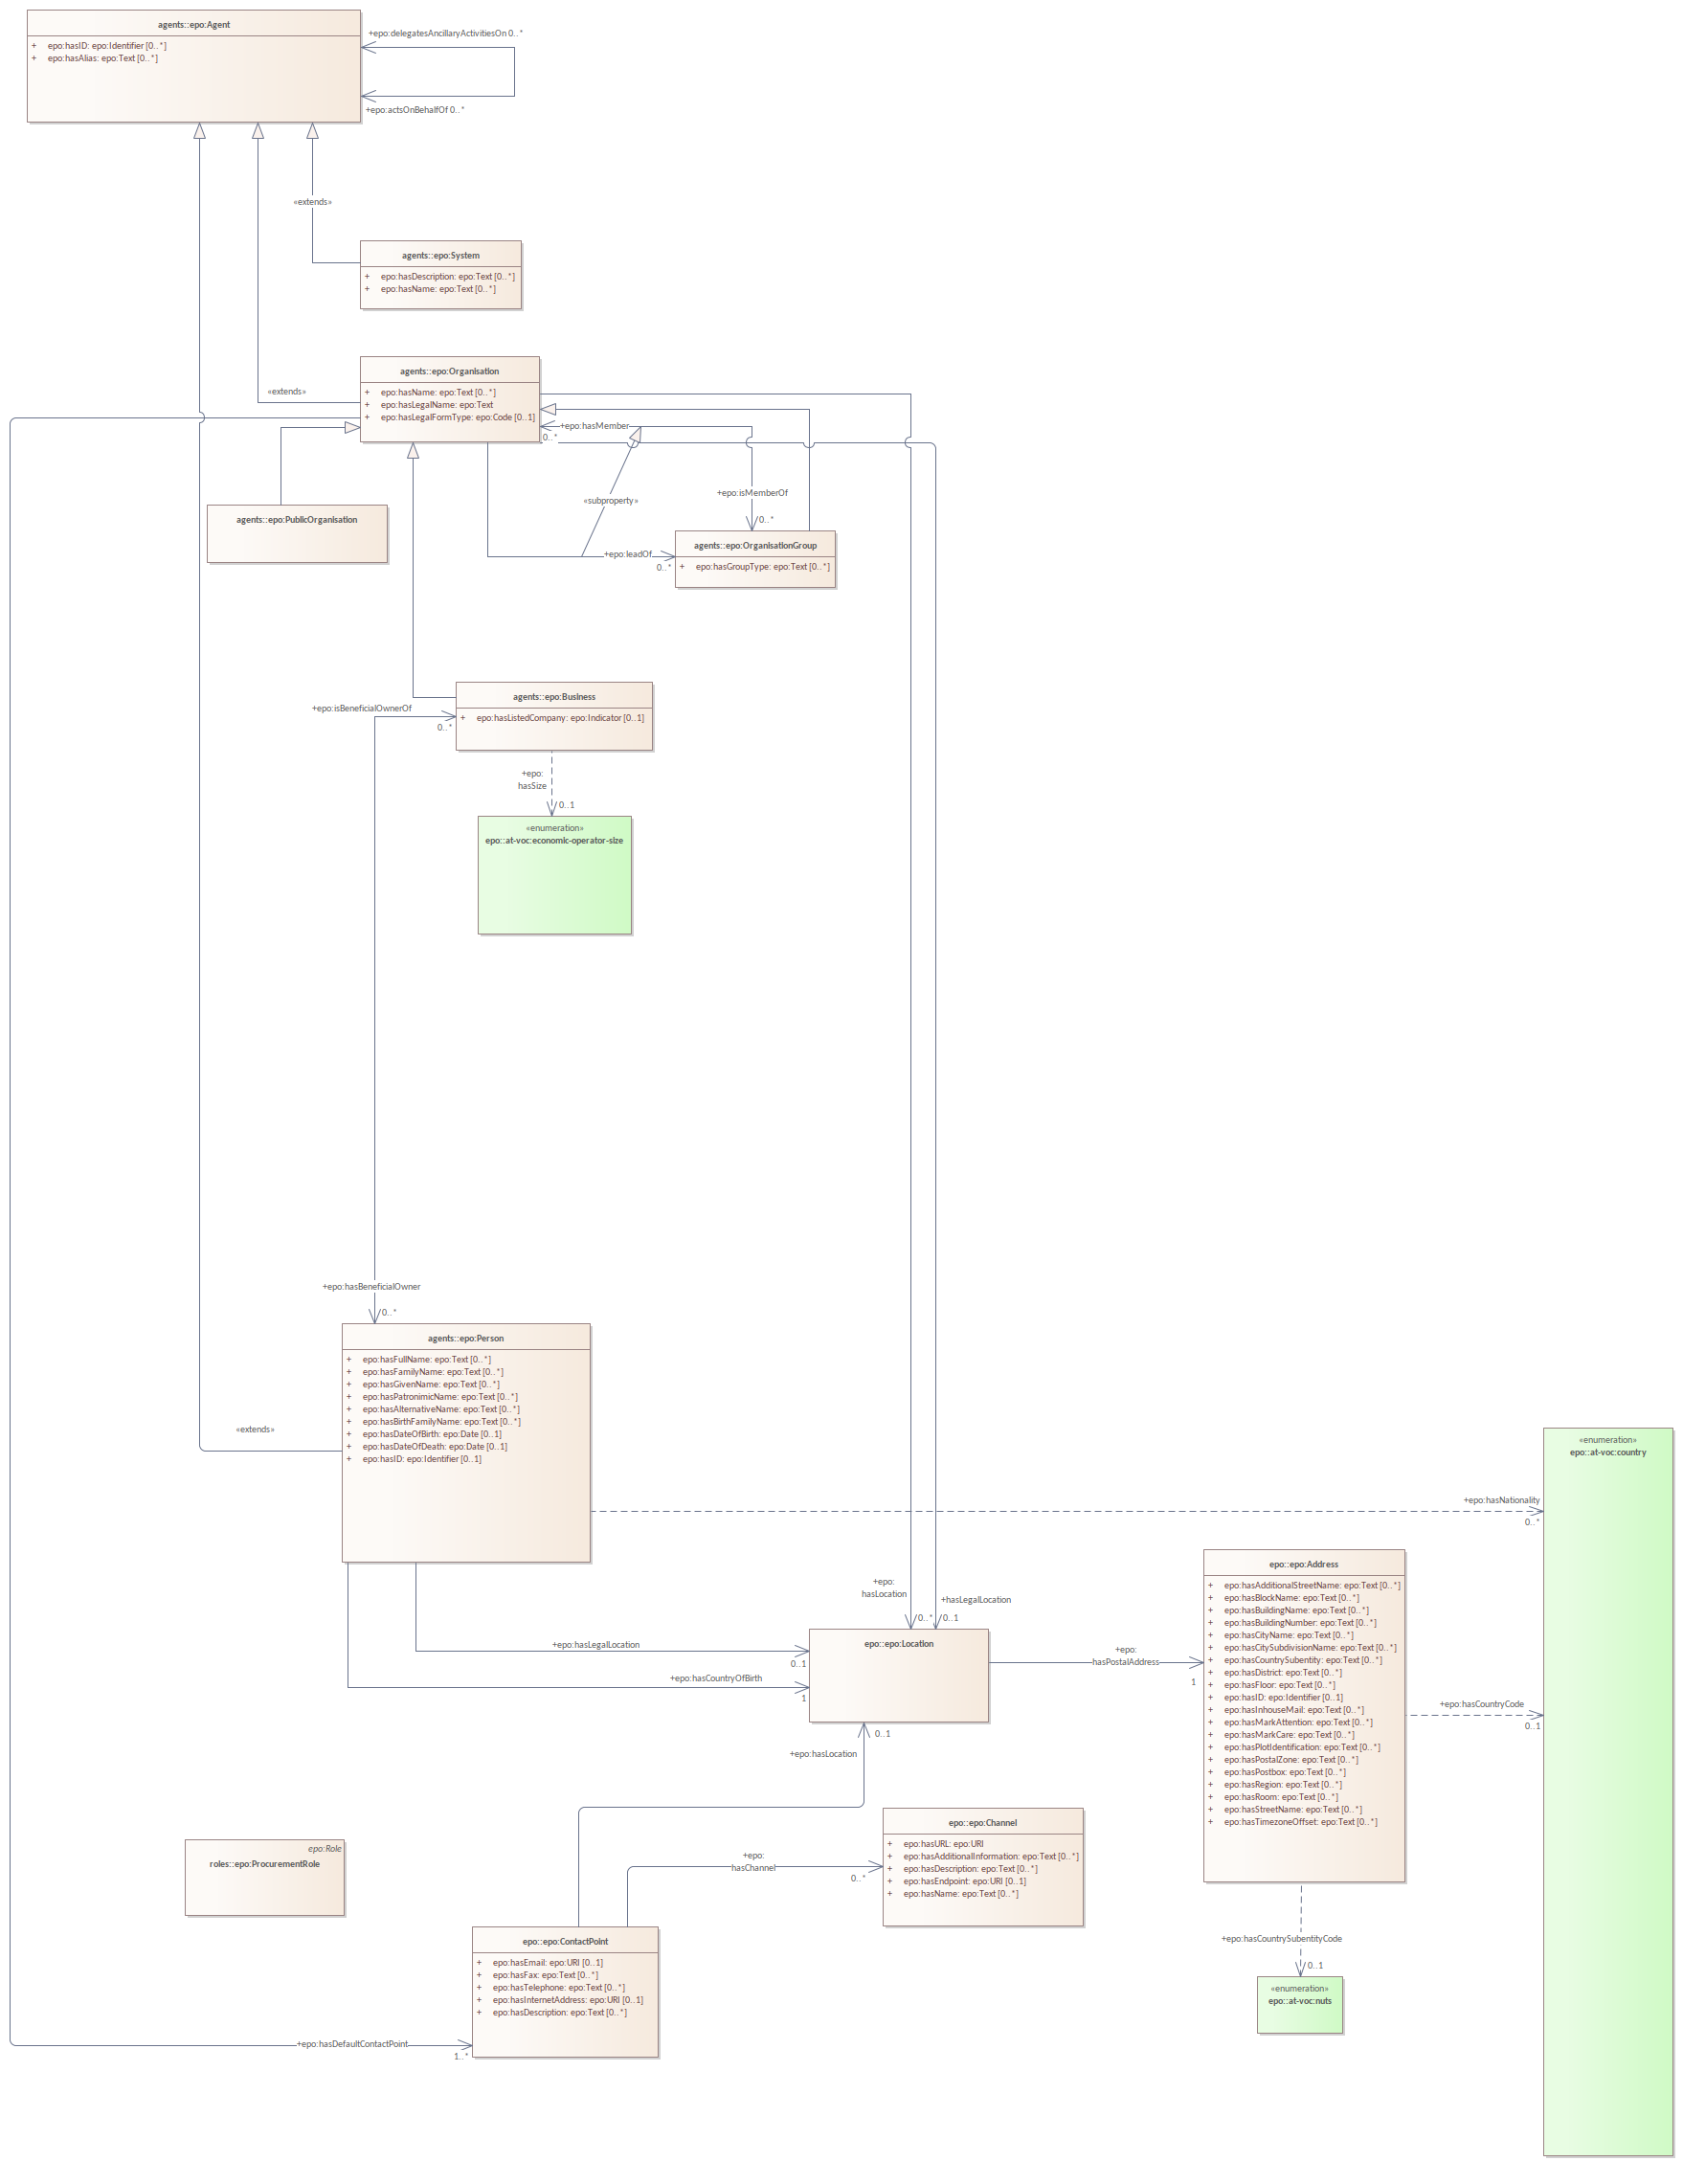 agents::epo:Agent
+ epo:hasID: epo:Identifier [0..*]
+ epo:hasAlias: epo:Text [0..*]
+epo:delegatesAncillaryActivitiesOn 0..*
+epo:actsOnBehalfOf 0..*
«extends»
agents::epo:System
+ epo:hasDescription: epo:Text [0..*]
+ epo:hasName: epo:Text [0..*]
agents::epo:Organisation
+ epo:hasName: epo:Text [0..*]
+ epo:hasLegalName: epo:Text
+ epo:hasLegalFormType: epo:Code [0..1]
«extends»
+epo:hasMember
0..*
«subproperty»
+epo:isMemberOf
0..*
agents::epo:PublicOrganisation
agents::epo:OrganisationGroup
+ epo:hasGroupType: epo:Text [0..*]
+epo:leadOf
0..*
agents::epo:Business
+ epo:hasListedCompany: epo:Indicator [0..1]
+epo:isBeneficialOwnerOf
0..*
+epo:
hasSize
0..1
«enumeration»
epo::at-voc:economic-operator-size
+epo:hasBeneficialOwner
0..*
agents::epo:Person
+ epo:hasFullName: epo:Text [0..*]
+ epo:hasFamilyName: epo:Text [0..*]
+ epo:hasGivenName: epo:Text [0..*]
+ epo:hasPatronimicName: epo:Text [0..*]
+ epo:hasAlternativeName: epo:Text [0..*]
+ epo:hasBirthFamilyName: epo:Text [0..*]
+ epo:hasDateOfBirth: epo:Date [0..1]
+ epo:hasDateOfDeath: epo:Date [0..1]
+ epo:hasID: epo:Identifier [0..1]
«extends»
«enumeration»
epo::at-voc:country
+epo:hasNationality
0..*
+epo:
hasLocation
0..*
+hasLegalLocation
0..1
epo::epo:Location
+epo:hasLegalLocation
0..1
+epo:hasCountryOfBirth
1
+epo:
hasPostalAddress
1
epo::epo:Address
+ epo:hasAdditionalStreetName: epo:Text [0..*]
+ epo:hasBlockName: epo:Text [0..*]
+ epo:hasBuildingName: epo:Text [0..*]
+ epo:hasBuildingNumber: epo:Text [0..*]
+ epo:hasCityName: epo:Text [0..*]
+ epo:hasCitySubdivisionName: epo:Text [0..*]
+ epo:hasCountrySubentity: epo:Text [0..*]
+ epo:hasDistrict: epo:Text [0..*]
+ epo:hasFloor: epo:Text [0..*]
+ epo:hasID: epo:Identifier [0..1]
+ epo:hasInhouseMail: epo:Text [0..*]
+ epo:hasMarkAttention: epo:Text [0..*]
+ epo:hasMarkCare: epo:Text [0..*]
+ epo:hasPlotIdentification: epo:Text [0..*]
+ epo:hasPostalZone: epo:Text [0..*]
+ epo:hasPostbox: epo:Text [0..*]
+ epo:hasRegion: epo:Text [0..*]
+ epo:hasRoom: epo:Text [0..*]
+ epo:hasStreetName: epo:Text [0..*]
+ epo:hasTimezoneOffset: epo:Text [0..*]
+epo:hasCountryCode
0..1
0..1
+epo:hasLocation
epo::epo:Channel
+ epo:hasURL: epo:URI
+ epo:hasAdditionalInformation: epo:Text [0..*]
+ epo:hasDescription: epo:Text [0..*]
+ epo:hasEndpoint: epo:URI [0..1]
+ epo:hasName: epo:Text [0..*]
+epo:
hasChannel
0..*
epo:Role
roles::epo:ProcurementRole
epo::epo:ContactPoint
+ epo:hasEmail: epo:URI [0..1]
+ epo:hasFax: epo:Text [0..*]
+ epo:hasTelephone: epo:Text [0..*]
+ epo:hasInternetAddress: epo:URI [0..1]
+ epo:hasDescription: epo:Text [0..*]
+epo:hasDefaultContactPoint
1..*
+epo:hasCountrySubentityCode
0..1
«enumeration»
epo::at-voc:nuts